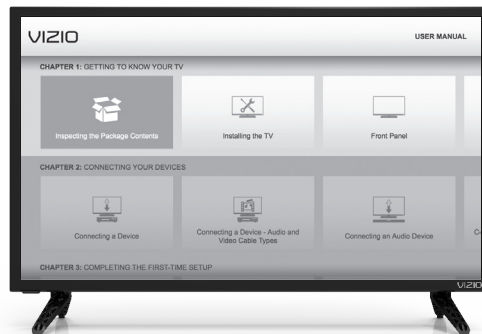 VIZIO
USER MANUAL
CHAPTER 1: GETTING TO KNOW YOUR TV
Inspecting the Package Contents
Installing the TV
Front Panel
CHAPTER 2: CONNECTING YOUR DEVICES
Connecting a Device
Connecting a Device - Audio and
Video Cable Types
Connecting an Audio Device
CHAPTER 3: COMPLETING THE FIRST-TIME SETUP
VIZIO